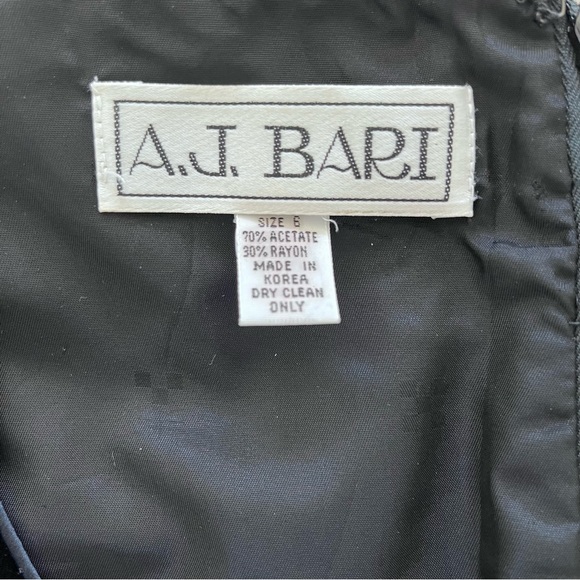 A.J. BARI
SIZE 6
70% ACETATE
30% RAYON
MADE IN
KOREA
DRY CLEAN
ONLY